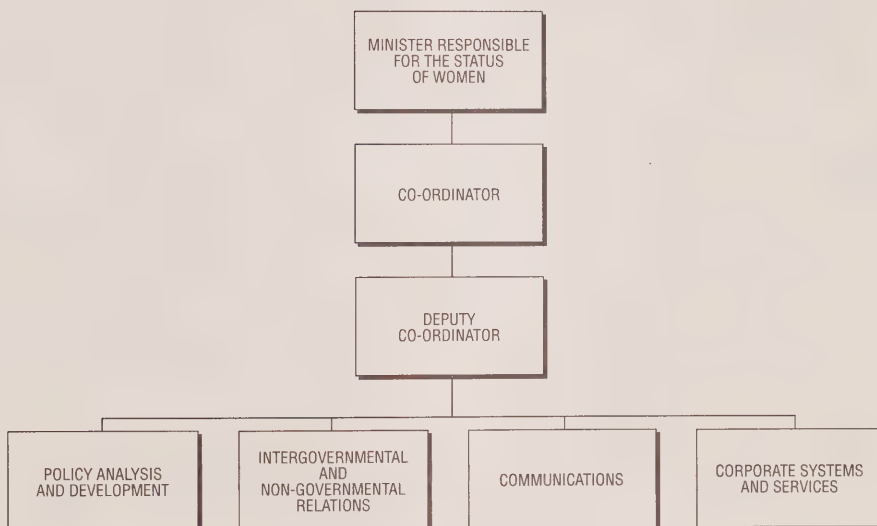 MINISTER RESPONSIBLE
FOR THE STATUS
OF WOMEN
CO-ORDINATOR
DEPUTY
CO-ORDINATOR
POLICY ANALYSIS
AND DEVELOPMENT
INTERGOVERNMENTAL
AND
NON-GOVERNMENTAL
RELATIONS
COMMUNICATIONS
CORPORATE SYSTEMS
AND SERVICES